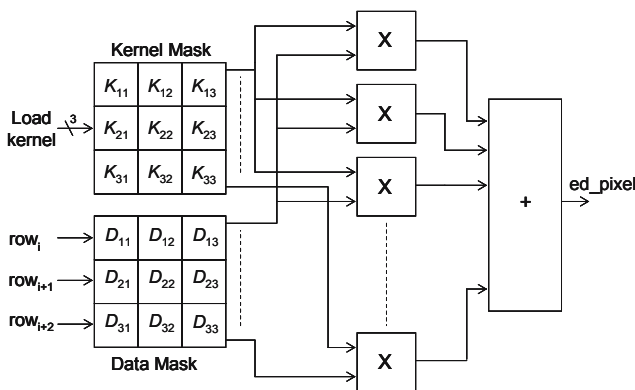 Kernel Mask
Load
kernel
3
K11 K12 K13
K21 K22 K23
K31 K32 K33
rowi
rowi+1
rowi+2
D11 D12 D13
D21 D22 D23
D31 D32 D33
Data Mask
X
X
X
X
+
ed_pixel